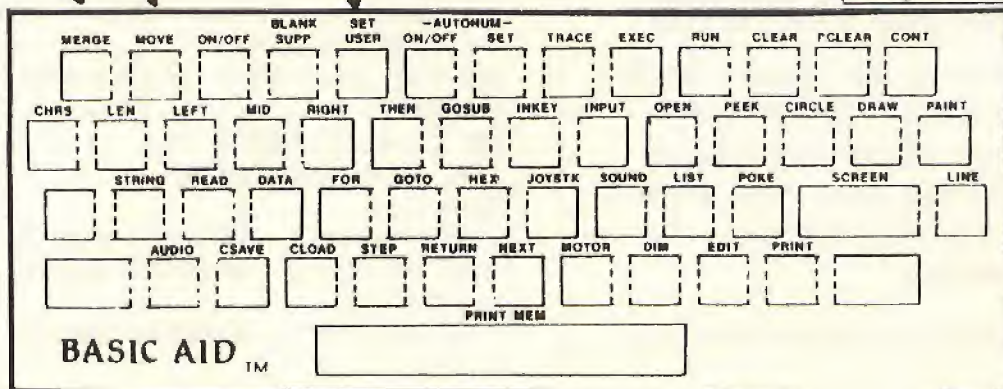 BLANK SET -AUTONUM-
MERGE MOVE ON/OFF SUPP USER ON/OFF SET TRACE EXEC RUN CLEAR PCLEAR CONT
CHRS LEN LEFT MID RIGHT THEN GOSUB INKEY INPUT OPEN PEEK CIRCLE DRAW PAINT
STRING READ DATA FOR GOTO HEX JOYSTK SOUND LIST POKE SCREEN LINE
AUDIO CSAVE CLOAD STEP RETURN NEXT MOTOR DIM EDIT PRINT
PRINT MEM
BASIC AID TM